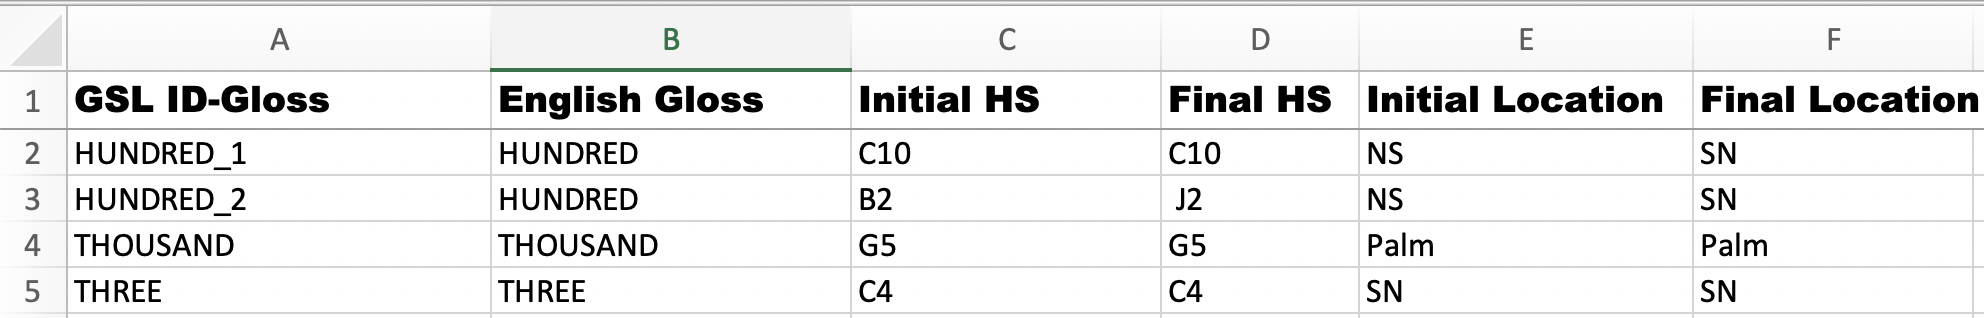 A B C D E F
1 GSL ID-Gloss English Gloss Initial HS Final HS Initial Location Final Location
2 HUNDRED_1 HUNDRED C10 C10 NS SN
3 HUNDRED_2 HUNDRED B2 J2 NS SN
4 THOUSAND THOUSAND G5 G5 Palm Palm
5 THREE THREE C4 C4 SN SN